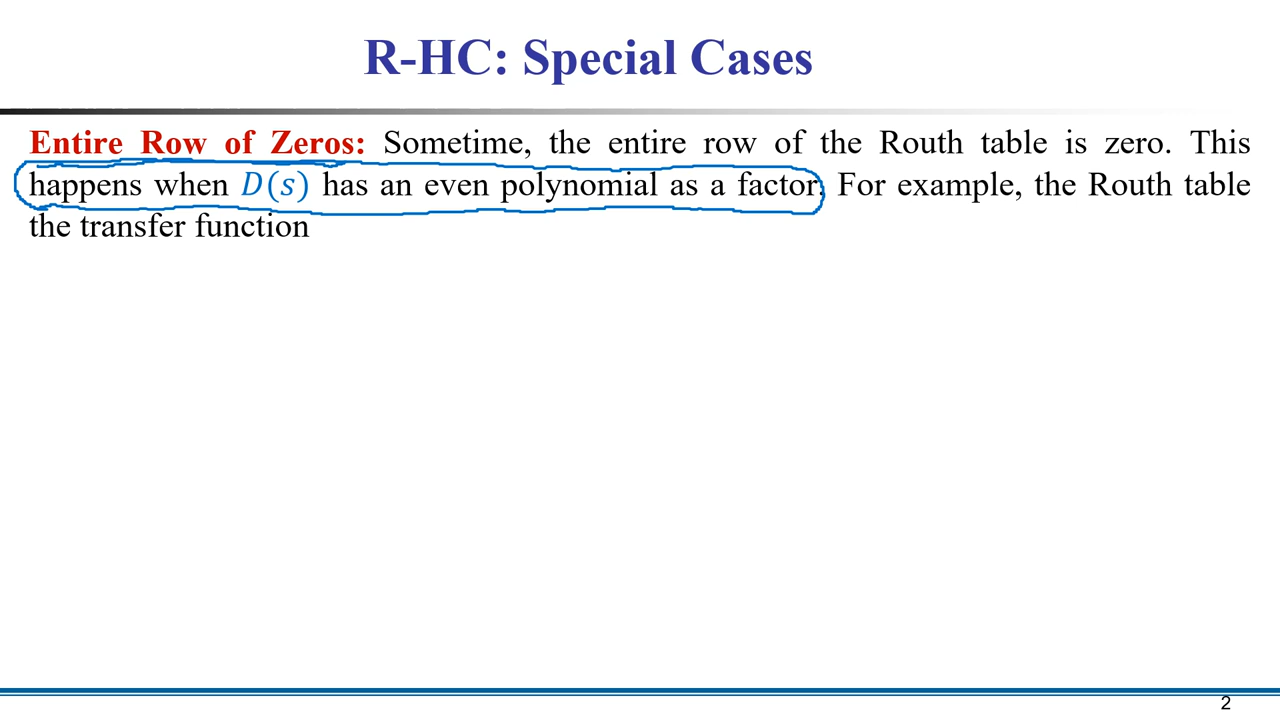 R-HC: Special Cases
Entire Row of Zeros: Sometime, the entire row of the Routh table is zero. This
happens when D(s) has an even polynomial as a factor. For example, the Routh table
the transfer function
2